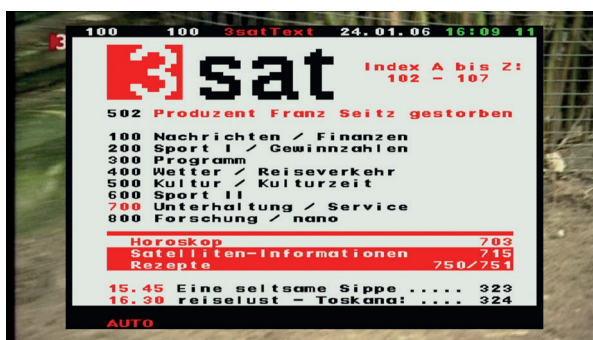 100 100 3satText 24.01.06 16:09 11
3sat
Index A bis Z:
102 - 107
502 Produzent Franz Seitz gestorben
100 Nachrichten / Finanzen
200 Sport I / Gewinnzahlen
300 Programm
400 Wetter / Reiseverkehr
500 Kultur / Kulturzeit
600 Sport II
700 Unterhaltung / Service
800 Forschung / nano
Horoskop 703
Satelliten-Informationen 715
Rezepte 750/751
15.45 Eine seltsame Sippe ..... 323
16.30 reiselust - Toskana: .... 324
AUTO